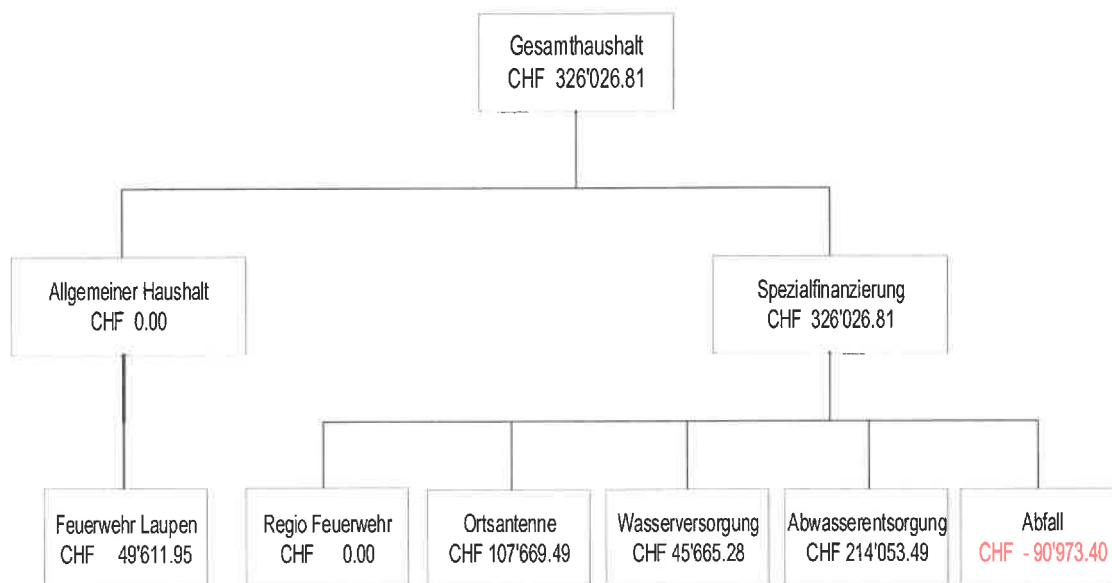 Gesamthaushalt
CHF 326'026.81
Allgemeiner Haushalt
CHF 0.00
Spezialfinanzierung
CHF 326'026.81
Feuerwehr Laupen
CHF 49'611.95
Regio Feuerwehr
CHF 0.00
Ortsantenne
CHF 107'669.49
Wasserversorgung
CHF 45'665.28
Abwasserentsorgung
CHF 214'053.49
Abfall
CHF - 90'973.40